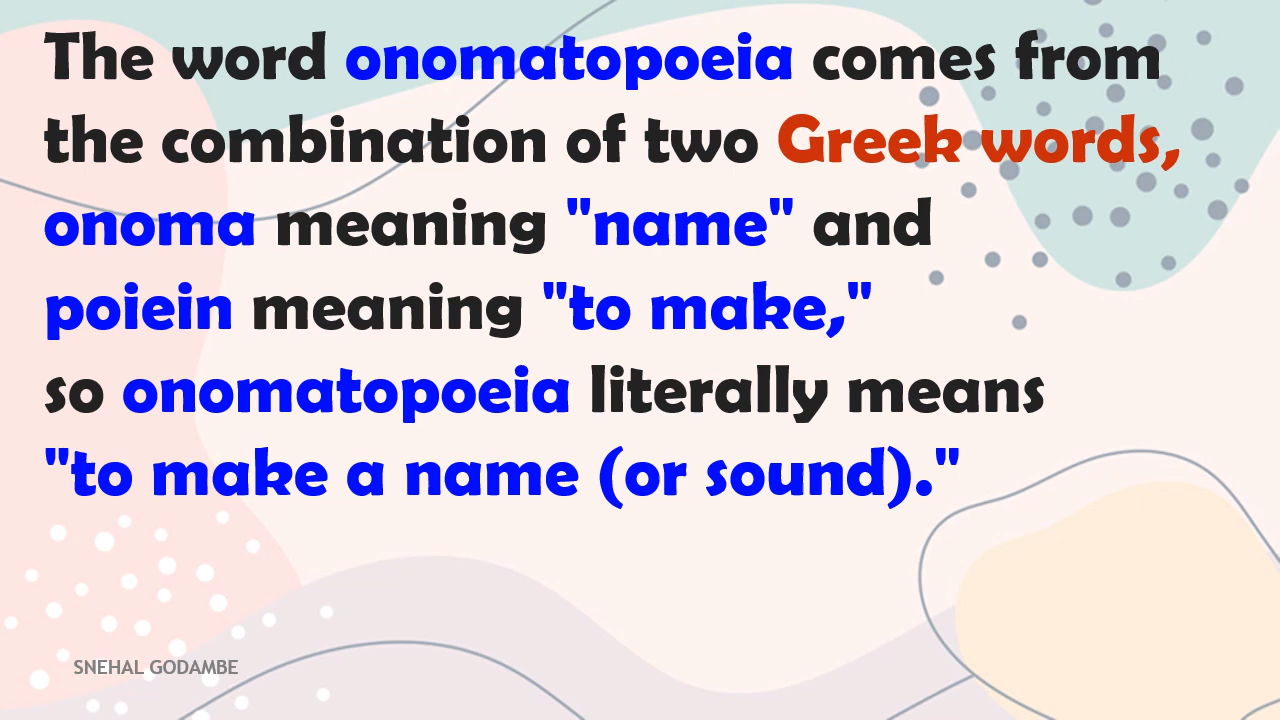 The word onomatopoeia comes from
the combination of two Greek words,
onoma meaning "name" and
poiein meaning "to make,"
so onomatopoeia literally means
"to make a name (or sound)."
SNEHAL GODAMBE